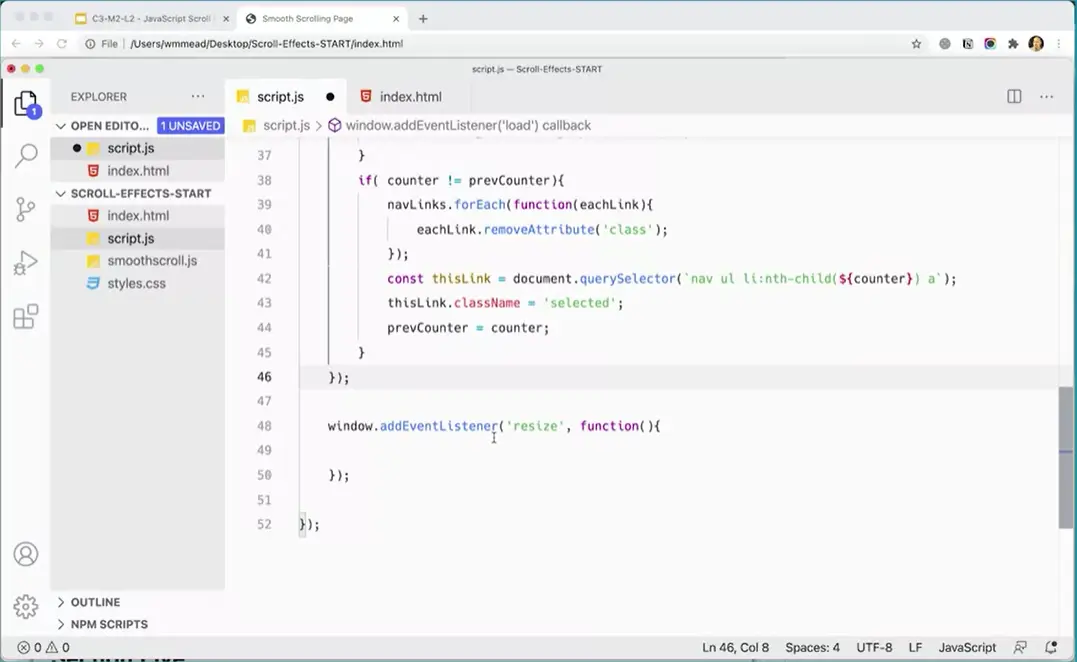 C3-M2-L2 - JavaScript Scroll
Smooth Scrolling Page
File /Users/wmmead/Desktop/Scroll-Effects-START/index.html
script.js — Scroll-Effects-START
EXPLORER
script.js
index.html
OPEN EDITO... 1 UNSAVED
script.js > window.addEventListener('load') callback
script.js
index.html
SCROLL-EFFECTS-START
index.html
script.js
smoothscroll.js
styles.css
37 }
38 if( counter != prevCounter){
39 navLinks.forEach(function(eachLink){
40 eachLink.removeAttribute('class');
41 });
42 const thisLink = document.querySelector(`nav ul li:nth-child(${counter}) a`);
43 thisLink.className = 'selected';
44 prevCounter = counter;
45 }
46 });
47
48 window.addEventListener('resize', function(){
49
50 });
51
52 });
1
OUTLINE
NPM SCRIPTS
0 0
Ln 46, Col 8 Spaces: 4 UTF-8 LF JavaScript